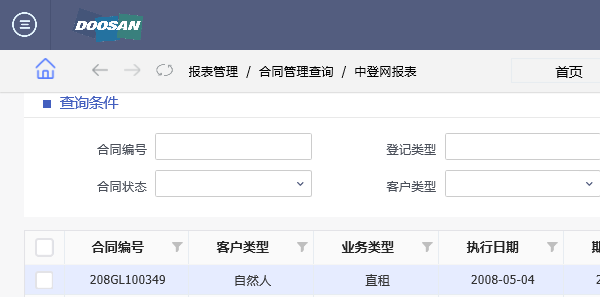 DOOSAN
报表管理 / 合同管理查询 / 中登网报表 首页
查询条件
合同编号 登记类型
合同状态 客户类型
合同编号 客户类型 业务类型 执行日期
208GL100349 自然人 直租 2008-05-04